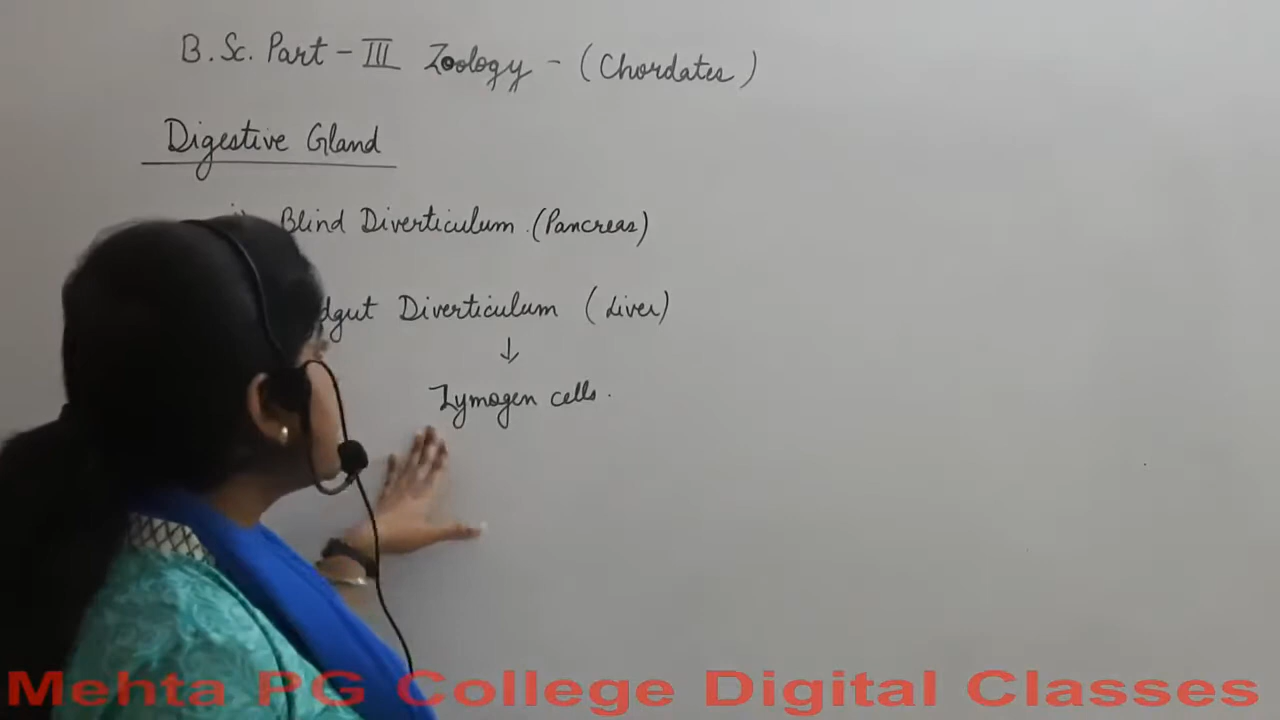 B.Sc. Part - III Zoology - (Chordates)
Digestive Gland
Blind Diverticulum (Pancreas)
Diverticulum (Liver)
↓
Zymogen cells.
Mehta PG College Digital Classes